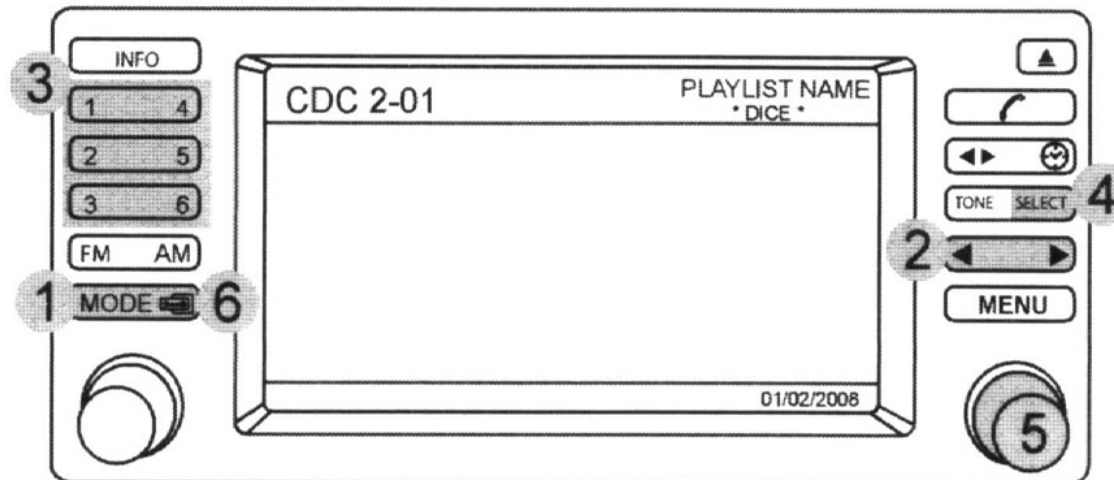 INFO
3
1 4
2 5
3 6
FM AM
1 MODE 6
CDC 2-01
PLAYLIST NAME
* DICE *
01/02/2008
TONE SELECT 4
2
MENU
5